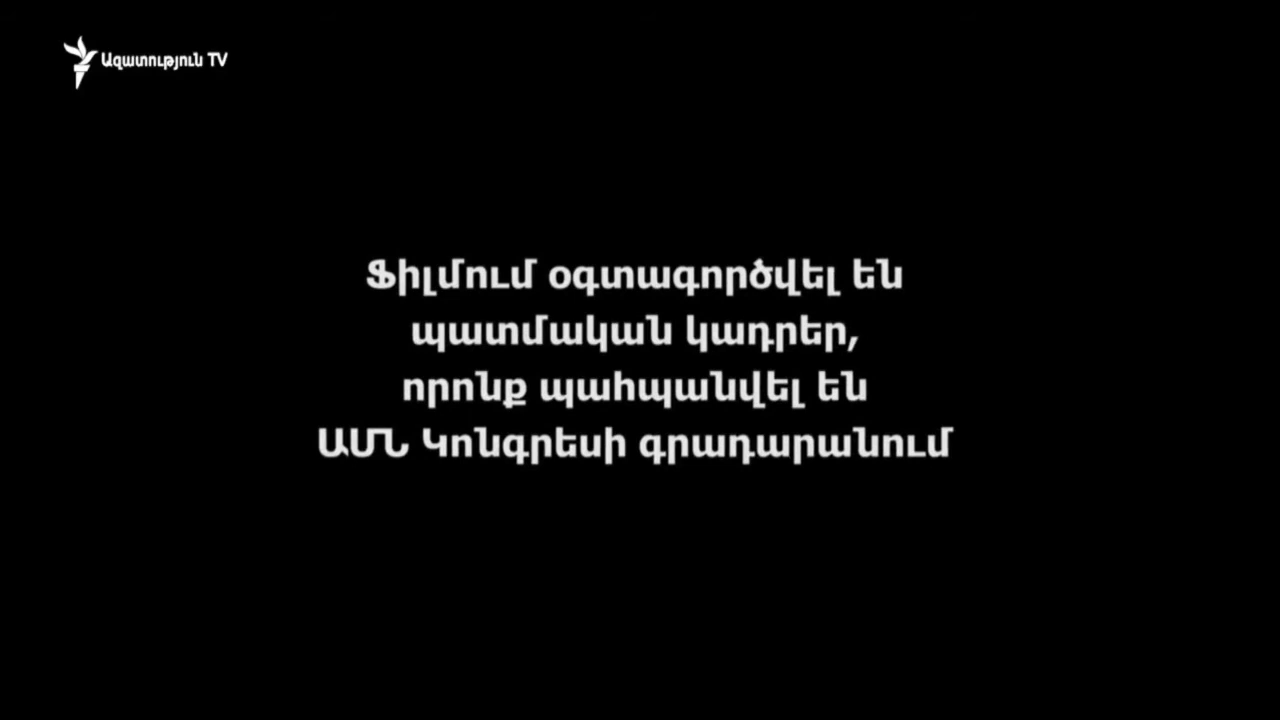 Ազատություն TV
Ֆիլմում օգտագործվել են
պատմական կադրեր,
որոնք պահպանվել են
ԱՄՆ Կոնգրեսի գրադարանում